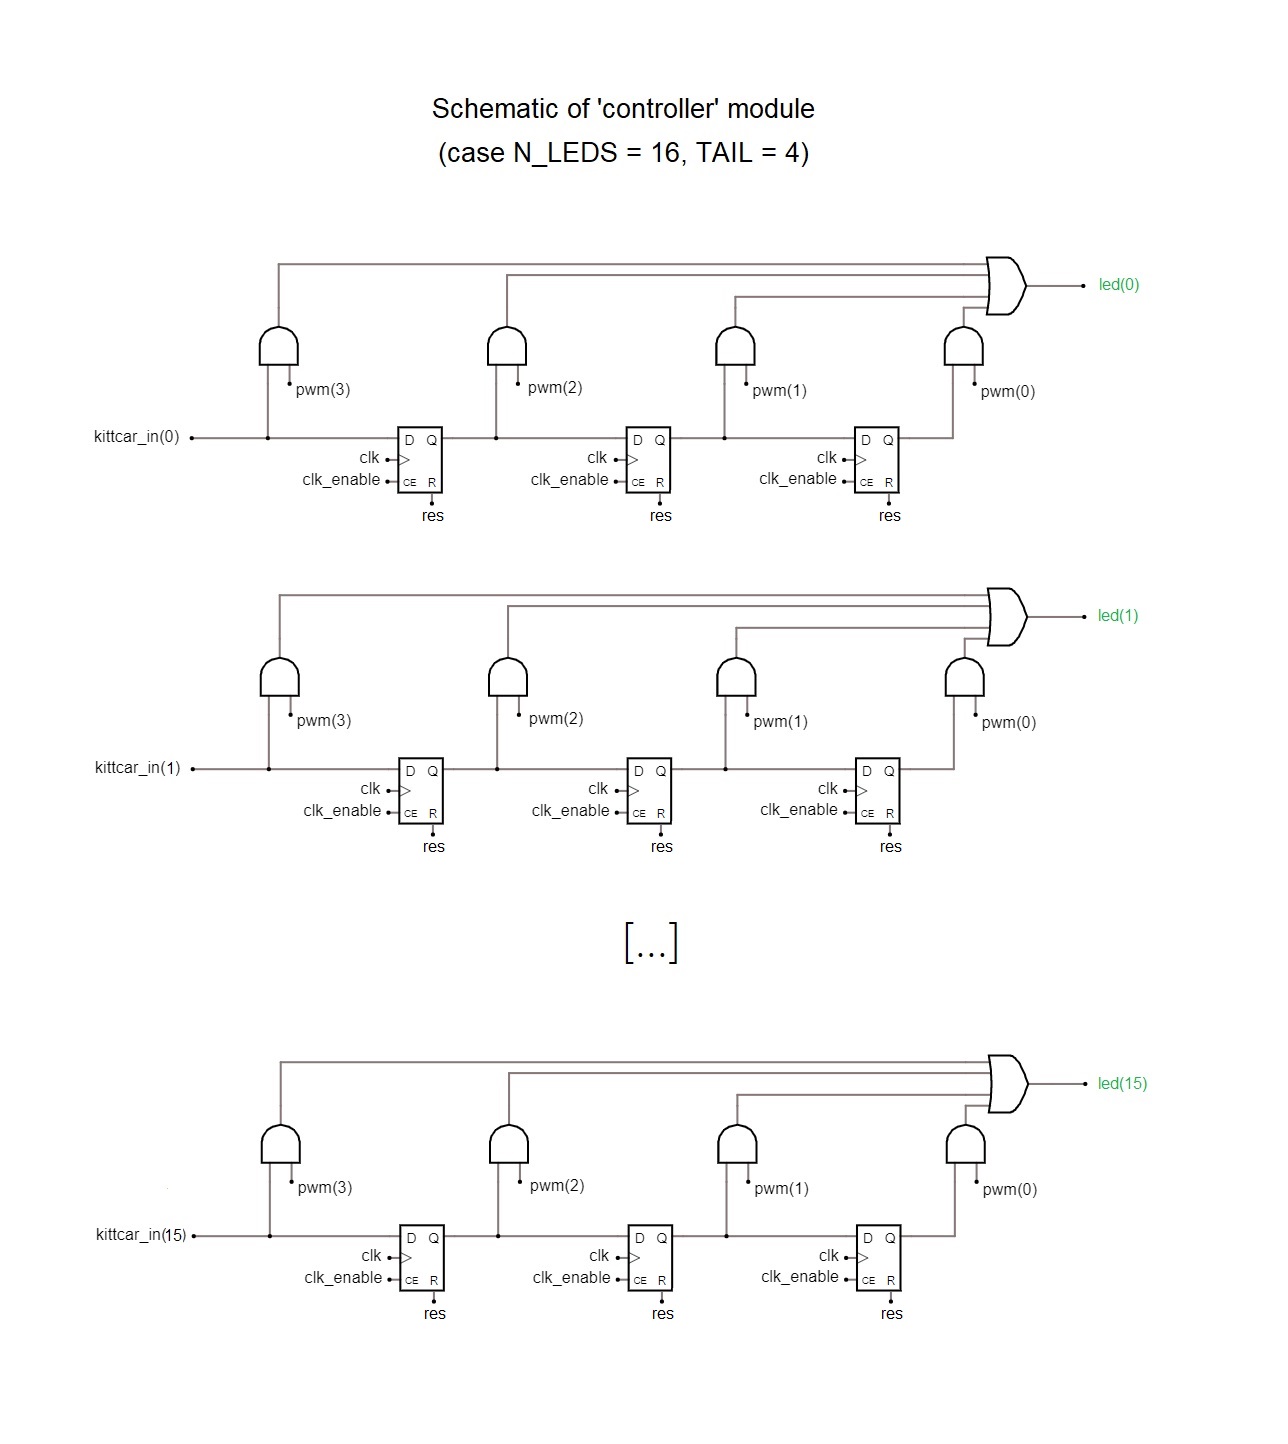 Schematic of 'controller' module
(case N_LEDS = 16, TAIL = 4)
led(0)
pwm(3) pwm(2) pwm(1) pwm(0)
kittcar_in(0) D Q D Q D Q
clk clk clk
clk_enable CE R clk_enable CE R clk_enable CE R
res res res
led(1)
pwm(3) pwm(2) pwm(1) pwm(0)
kittcar_in(1) D Q D Q D Q
clk clk clk
clk_enable CE R clk_enable CE R clk_enable CE R
res res res
[...]
led(15)
pwm(3) pwm(2) pwm(1) pwm(0)
kittcar_in(15) D Q D Q D Q
clk clk clk
clk_enable CE R clk_enable CE R clk_enable CE R
res res res